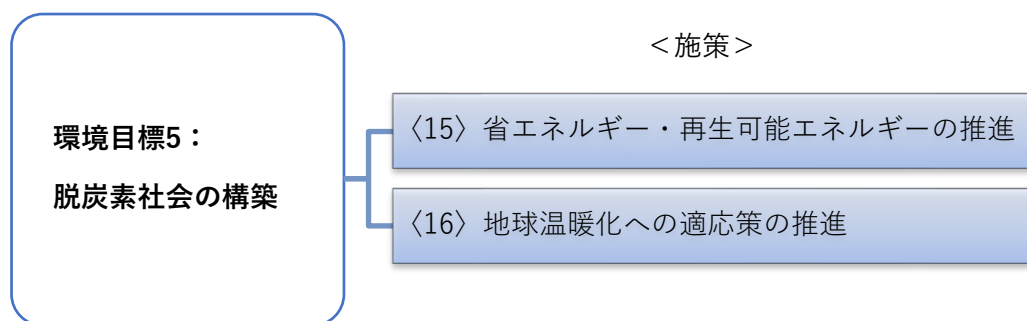 ＜施策＞
環境目標5：
脱炭素社会の構築
〈15〉省エネルギー・再生可能エネルギーの推進
〈16〉地球温暖化への適応策の推進